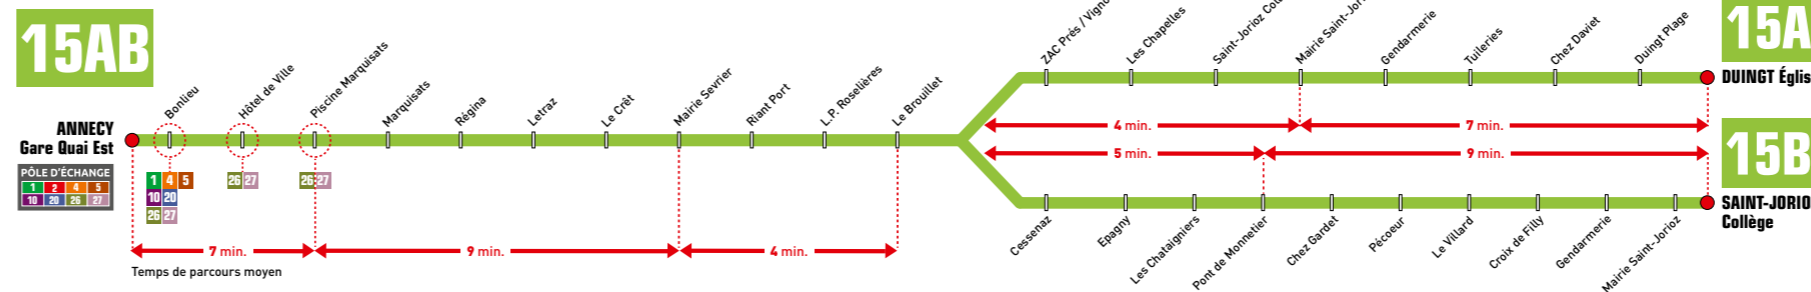 15AB
ANNECY
Gare Quai Est
PÔLE D'ÉCHANGE
1 2 4 5
10 20 26 27
Bonlieu
1 4 5
10 20
26 27
Hôtel de Ville
26 27
Piscine Marquisats
26 27
Marquisats
Régina
Letraz
Le Crêt
Mairie Sevrier
Riant Port
L.P. Roselières
Le Brouillet
7 min.
9 min.
4 min.
Temps de parcours moyen
ZAC Prés /
Les Chapelles
Saint-Jorioz
Mairie
Gendarmerie
Tuileries
Chez Daviet
Duingt Plage
15A
DUINGT
4 min.
7 min.
5 min.
9 min.
15B
Collège
Cessenaz
Epagny
Les Chataigniers
Pont de Monnetier
Chez Gardet
Pécoeur
Le Villard
Croix de Filly
Gendarmerie
Mairie Saint-Jorioz